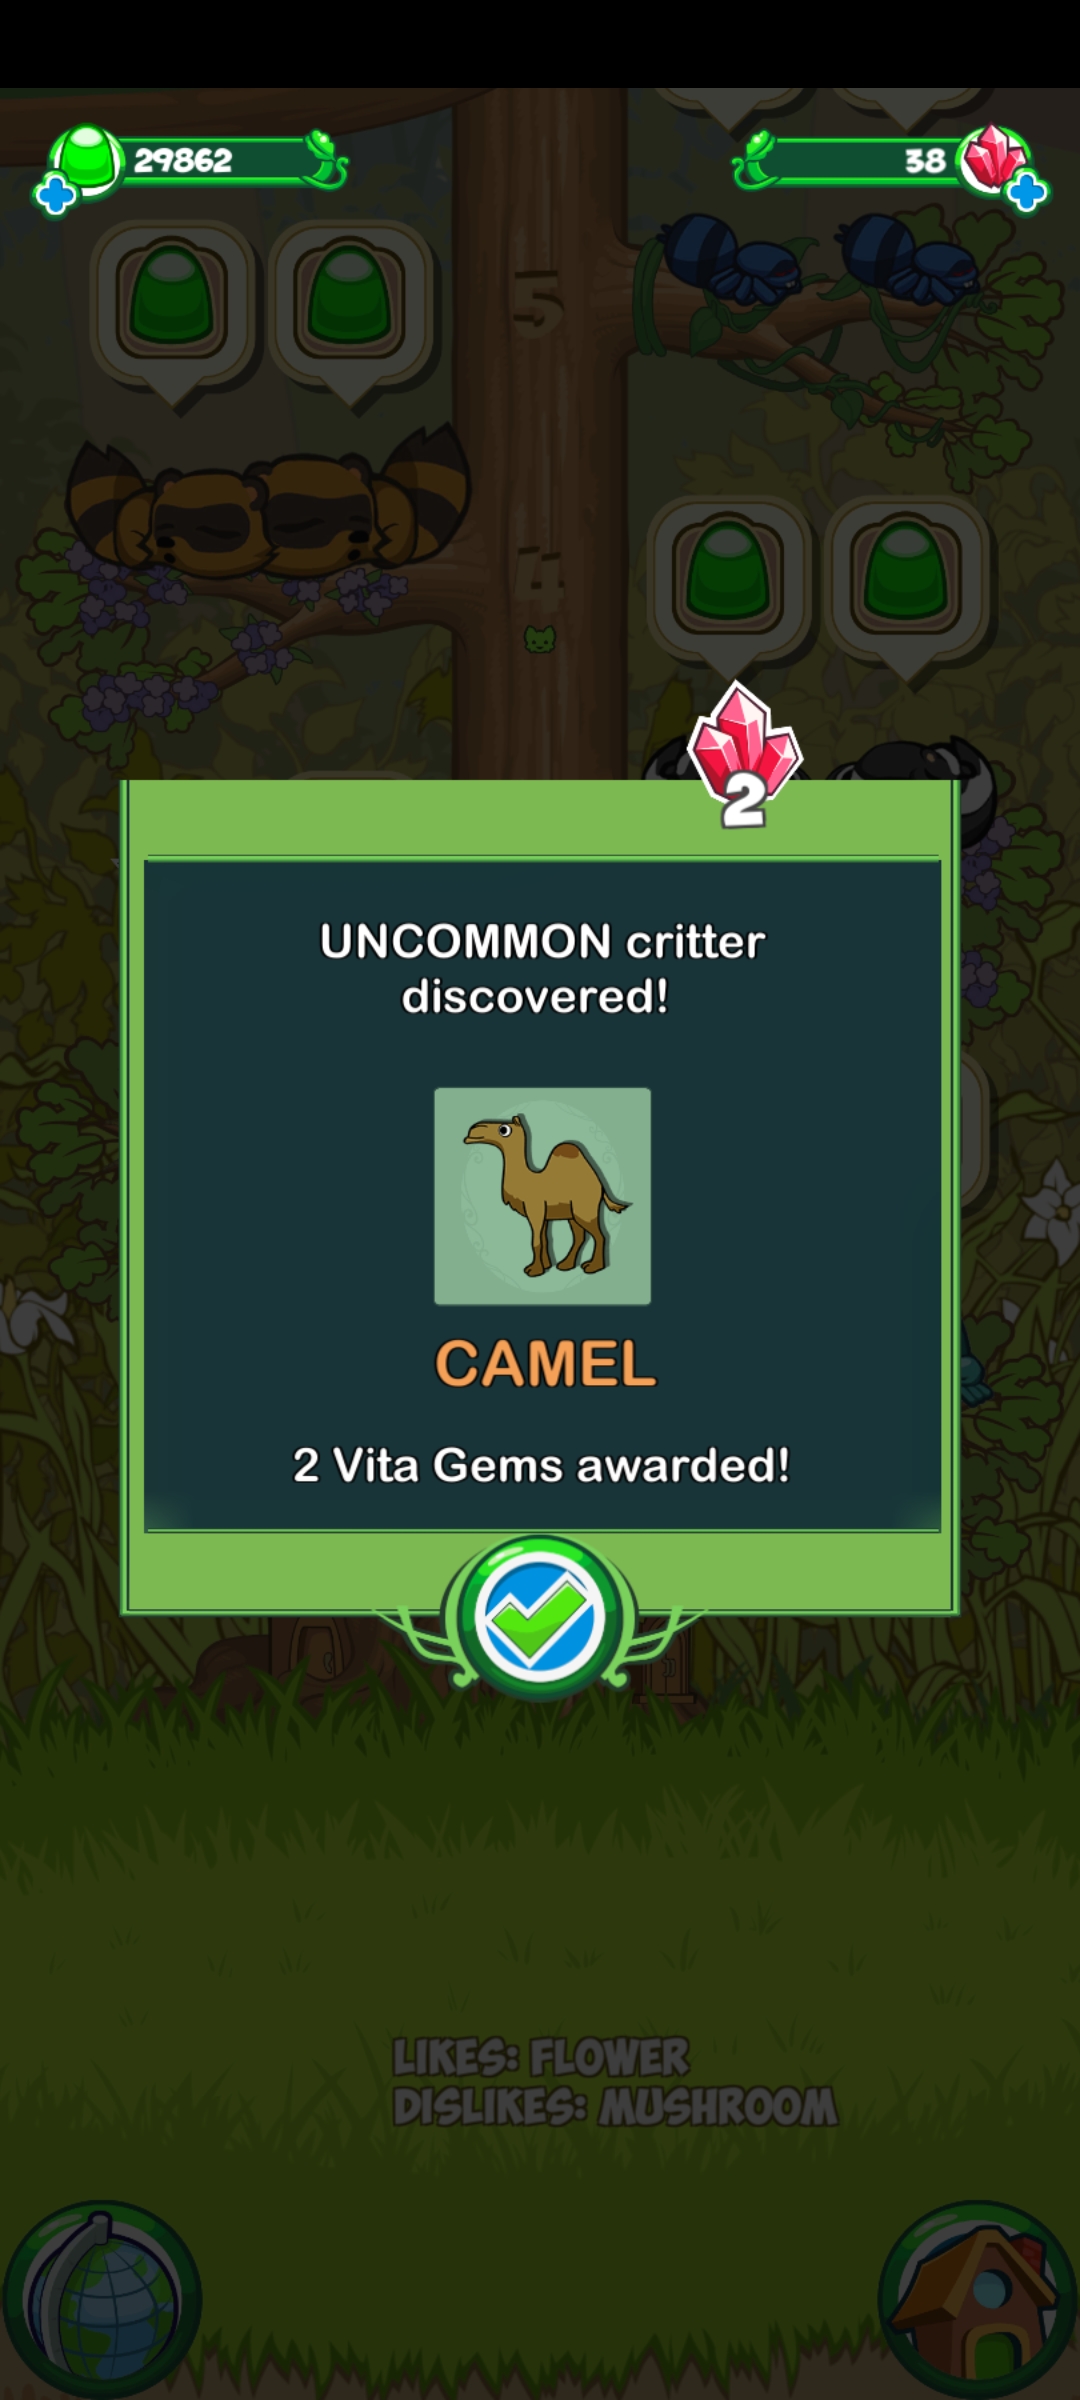 29862
38
5
4
2
UNCOMMON critter
discovered!
CAMEL
2 Vita Gems awarded!
LIKES: FLOWER
DISLIKES: MUSHROOM